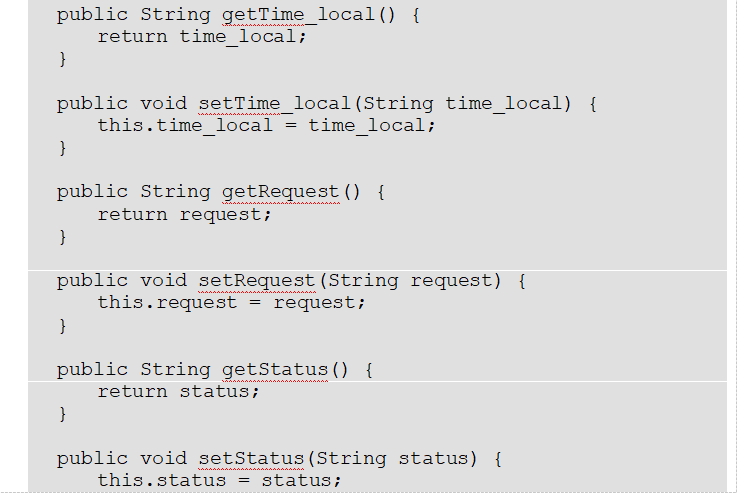 public String getTime_local() {
return time_local;
}
public void setTime_local(String time_local) {
this.time_local = time_local;
}
public String getRequest() {
return request;
}
public void setRequest(String request) {
this.request = request;
}
public String getStatus() {
return status;
}
public void setStatus(String status) {
this.status = status;